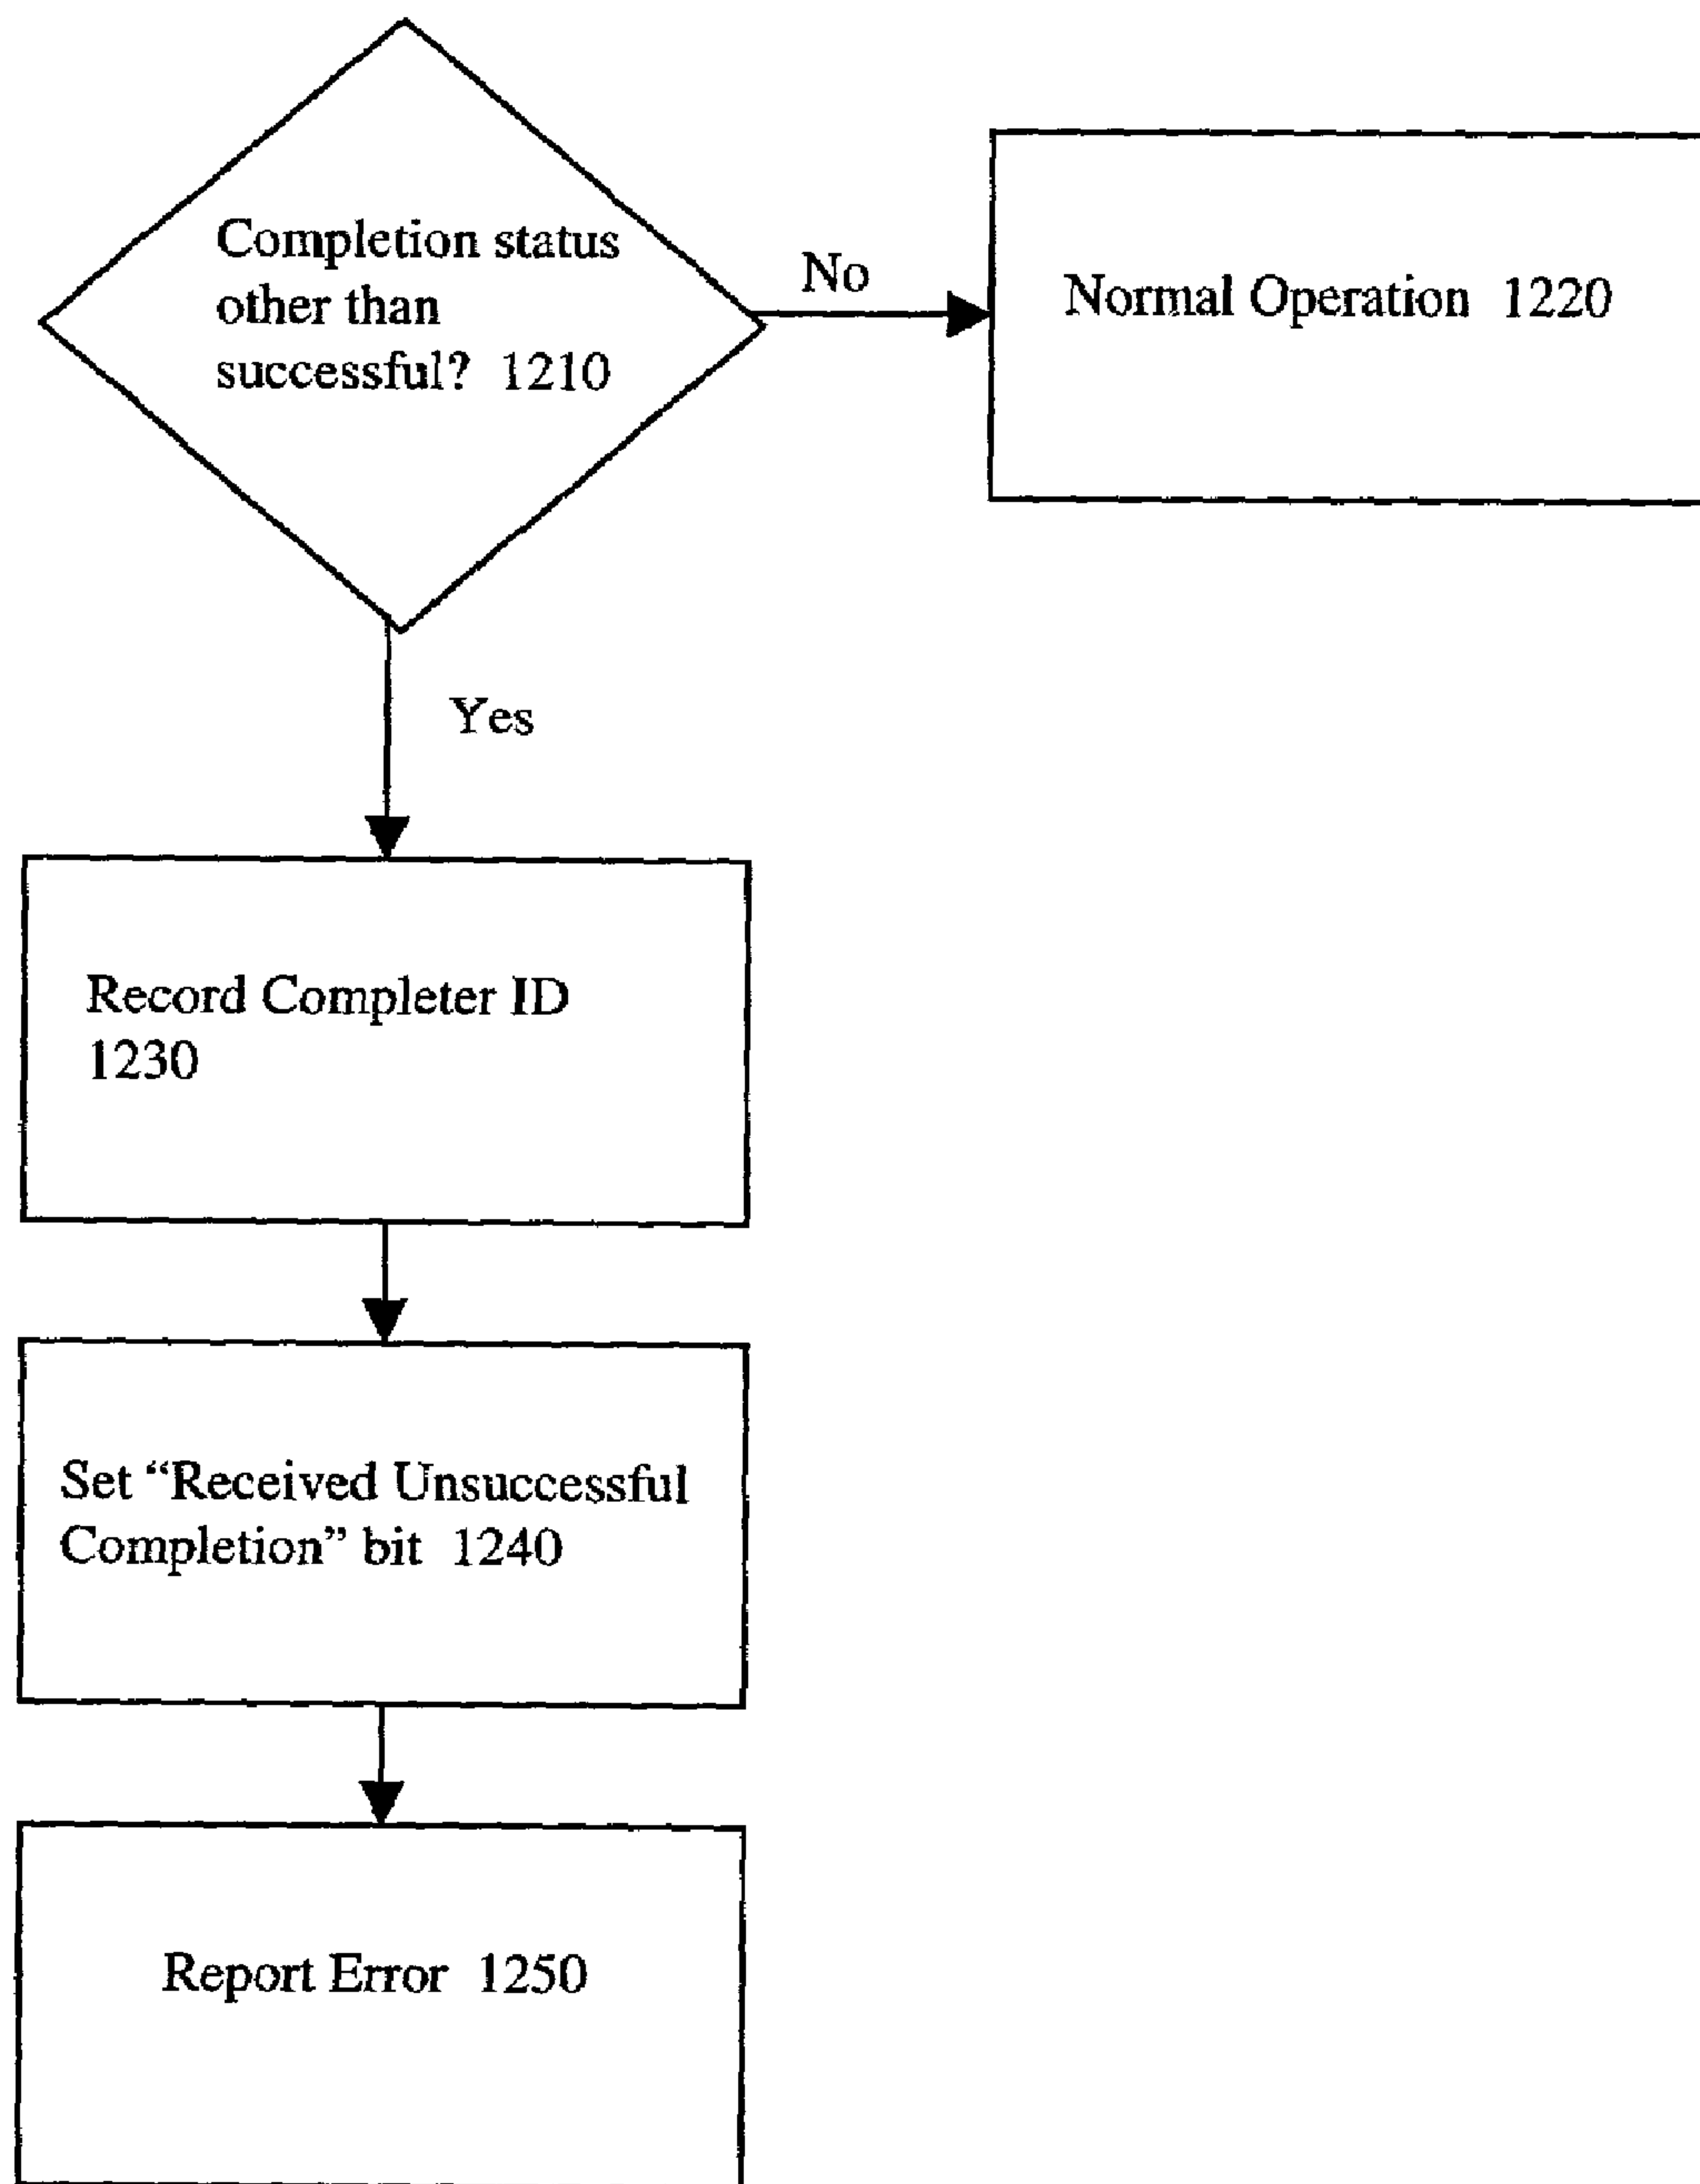 Completion status
other than
successful? 1210
No
Normal Operation 1220
Yes
Record Completer ID
1230
Set “Received Unsuccessful
Completion” bit 1240
Report Error 1250